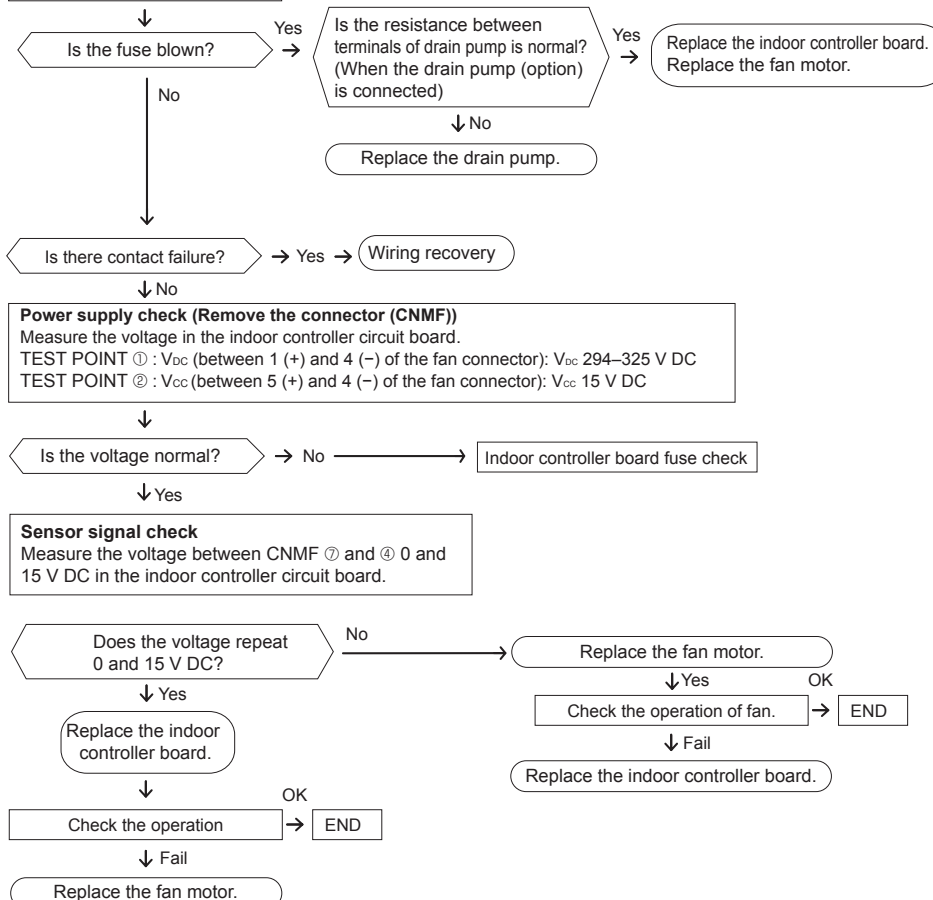 Is the fuse blown?
Yes
Is the resistance between
terminals of drain pump is normal?
(When the drain pump (option)
is connected)
Yes
Replace the indoor controller board.
Replace the fan motor.
No
No
Replace the drain pump.
Is there contact failure?
Yes
Wiring recovery
No
Power supply check (Remove the connector (CNMF))
Measure the voltage in the indoor controller circuit board.
TEST POINT ① : VDC (between 1 (+) and 4 (−) of the fan connector): VDC 294–325 V DC
TEST POINT ② : VCC (between 5 (+) and 4 (−) of the fan connector): VCC 15 V DC
Is the voltage normal?
No
Indoor controller board fuse check
Yes
Sensor signal check
Measure the voltage between CNMF ⑦ and ④ 0 and
15 V DC in the indoor controller circuit board.
Does the voltage repeat
0 and 15 V DC?
No
Replace the fan motor.
Yes
Yes
OK
Replace the indoor
controller board.
Check the operation of fan.
END
Fail
Replace the indoor controller board.
OK
Check the operation
END
Fail
Replace the fan motor.